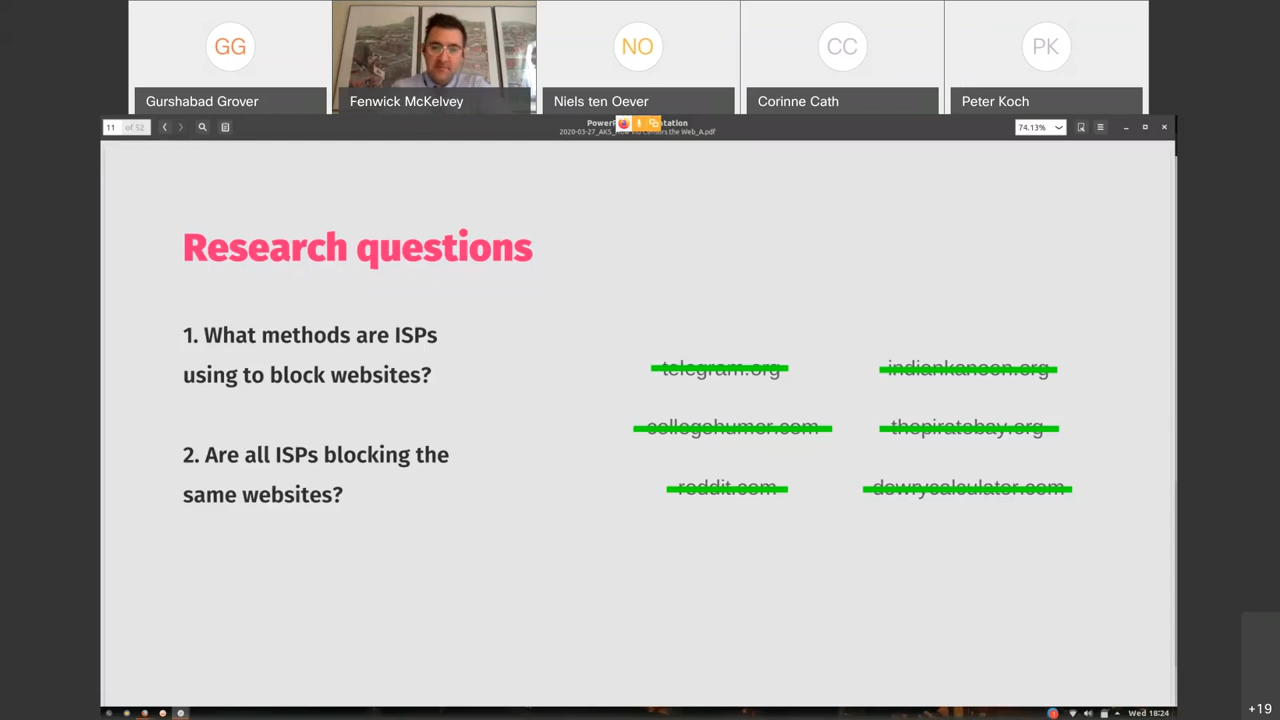 GG
NO
CC
PK
Gurshabad Grover
Fenwick McKelvey
Niels ten Oever
Corinne Cath
Peter Koch
11 of 52
74.13%
Research questions
1. What methods are ISPs
using to block websites?
2. Are all ISPs blocking the
same websites?
telegram.org
indiankanoon.org
collegehumor.com
thepiratebay.org
reddit.com
dowrycalculator.com
Wed 18:24
+19